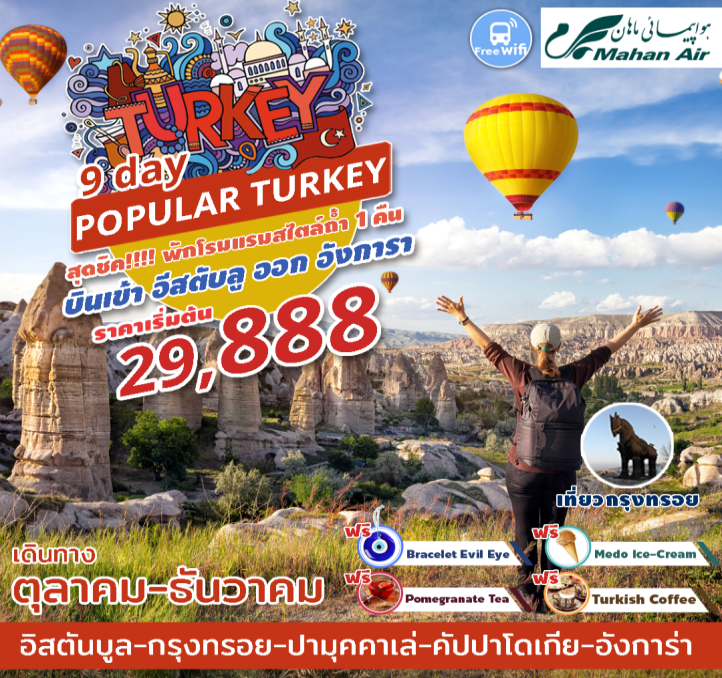 Free Wifi
هواپیمائی ماهان
Mahan Air
TURKEY
9 day
POPULAR TURKEY
สุดชิค!!!! พักโรมแรมสไตล์ถ้ำ 1 คืน
บินเข้า อีสตับลู ออก อังการา
ราคาเริ่มต้น
29,888
เที่ยวกรุงทรอย
ฟรี
Bracelet Evil Eye
ฟรี
Medo Ice-Cream
ฟรี
Pomegranate Tea
ฟรี
Turkish Coffee
เดินทาง
ตุลาคม-ธันวาคม
อิสตันบูล-กรุงทรอย-ปามุคคาเล่-คัปปาโดเกีย-อังการ่า